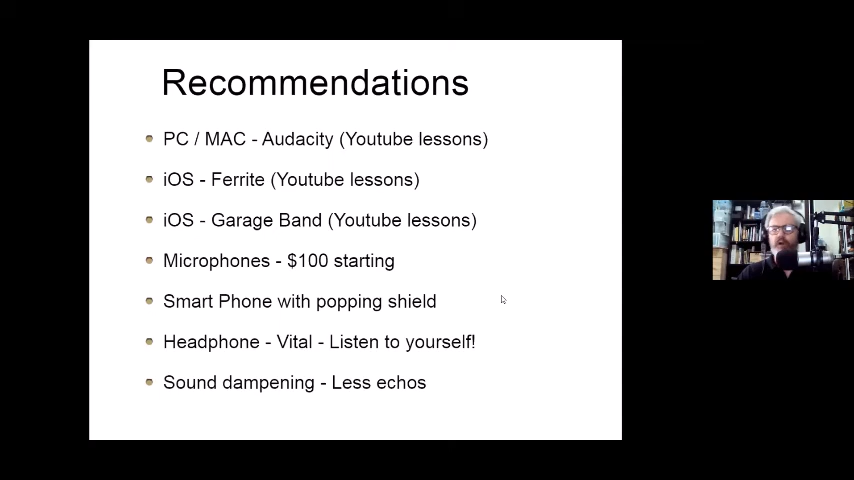 Recommendations
PC / MAC - Audacity (Youtube lessons)
iOS - Ferrite (Youtube lessons)
iOS - Garage Band (Youtube lessons)
Microphones - $100 starting
Smart Phone with popping shield
Headphone - Vital - Listen to yourself!
Sound dampening - Less echos